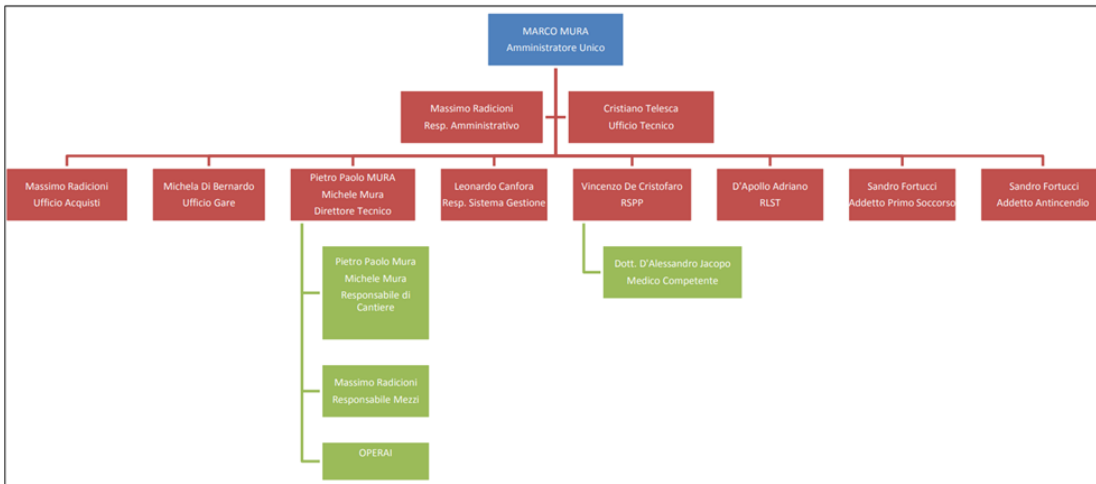 MARCO MURA
Amministratore Unico
Massimo Radicioni
Resp. Amministrativo
Cristiano Telesca
Ufficio Tecnico
Massimo Radicioni
Ufficio Acquisti
Michela Di Bernardo
Ufficio Gare
Pietro Paolo MURA
Michele Mura
Direttore Tecnico
Leonardo Canfora
Resp. Sistema Gestione
Vincenzo De Cristofaro
RSPP
D'Apollo Adriano
RLST
Sandro Fortucci
Addetto Primo Soccorso
Sandro Fortucci
Addetto Antincendio
Pietro Paolo Mura
Michele Mura
Responsabile di
Cantiere
Dott. D'Alessandro Jacopo
Medico Competente
Massimo Radicioni
Responsabile Mezzi
OPERAI